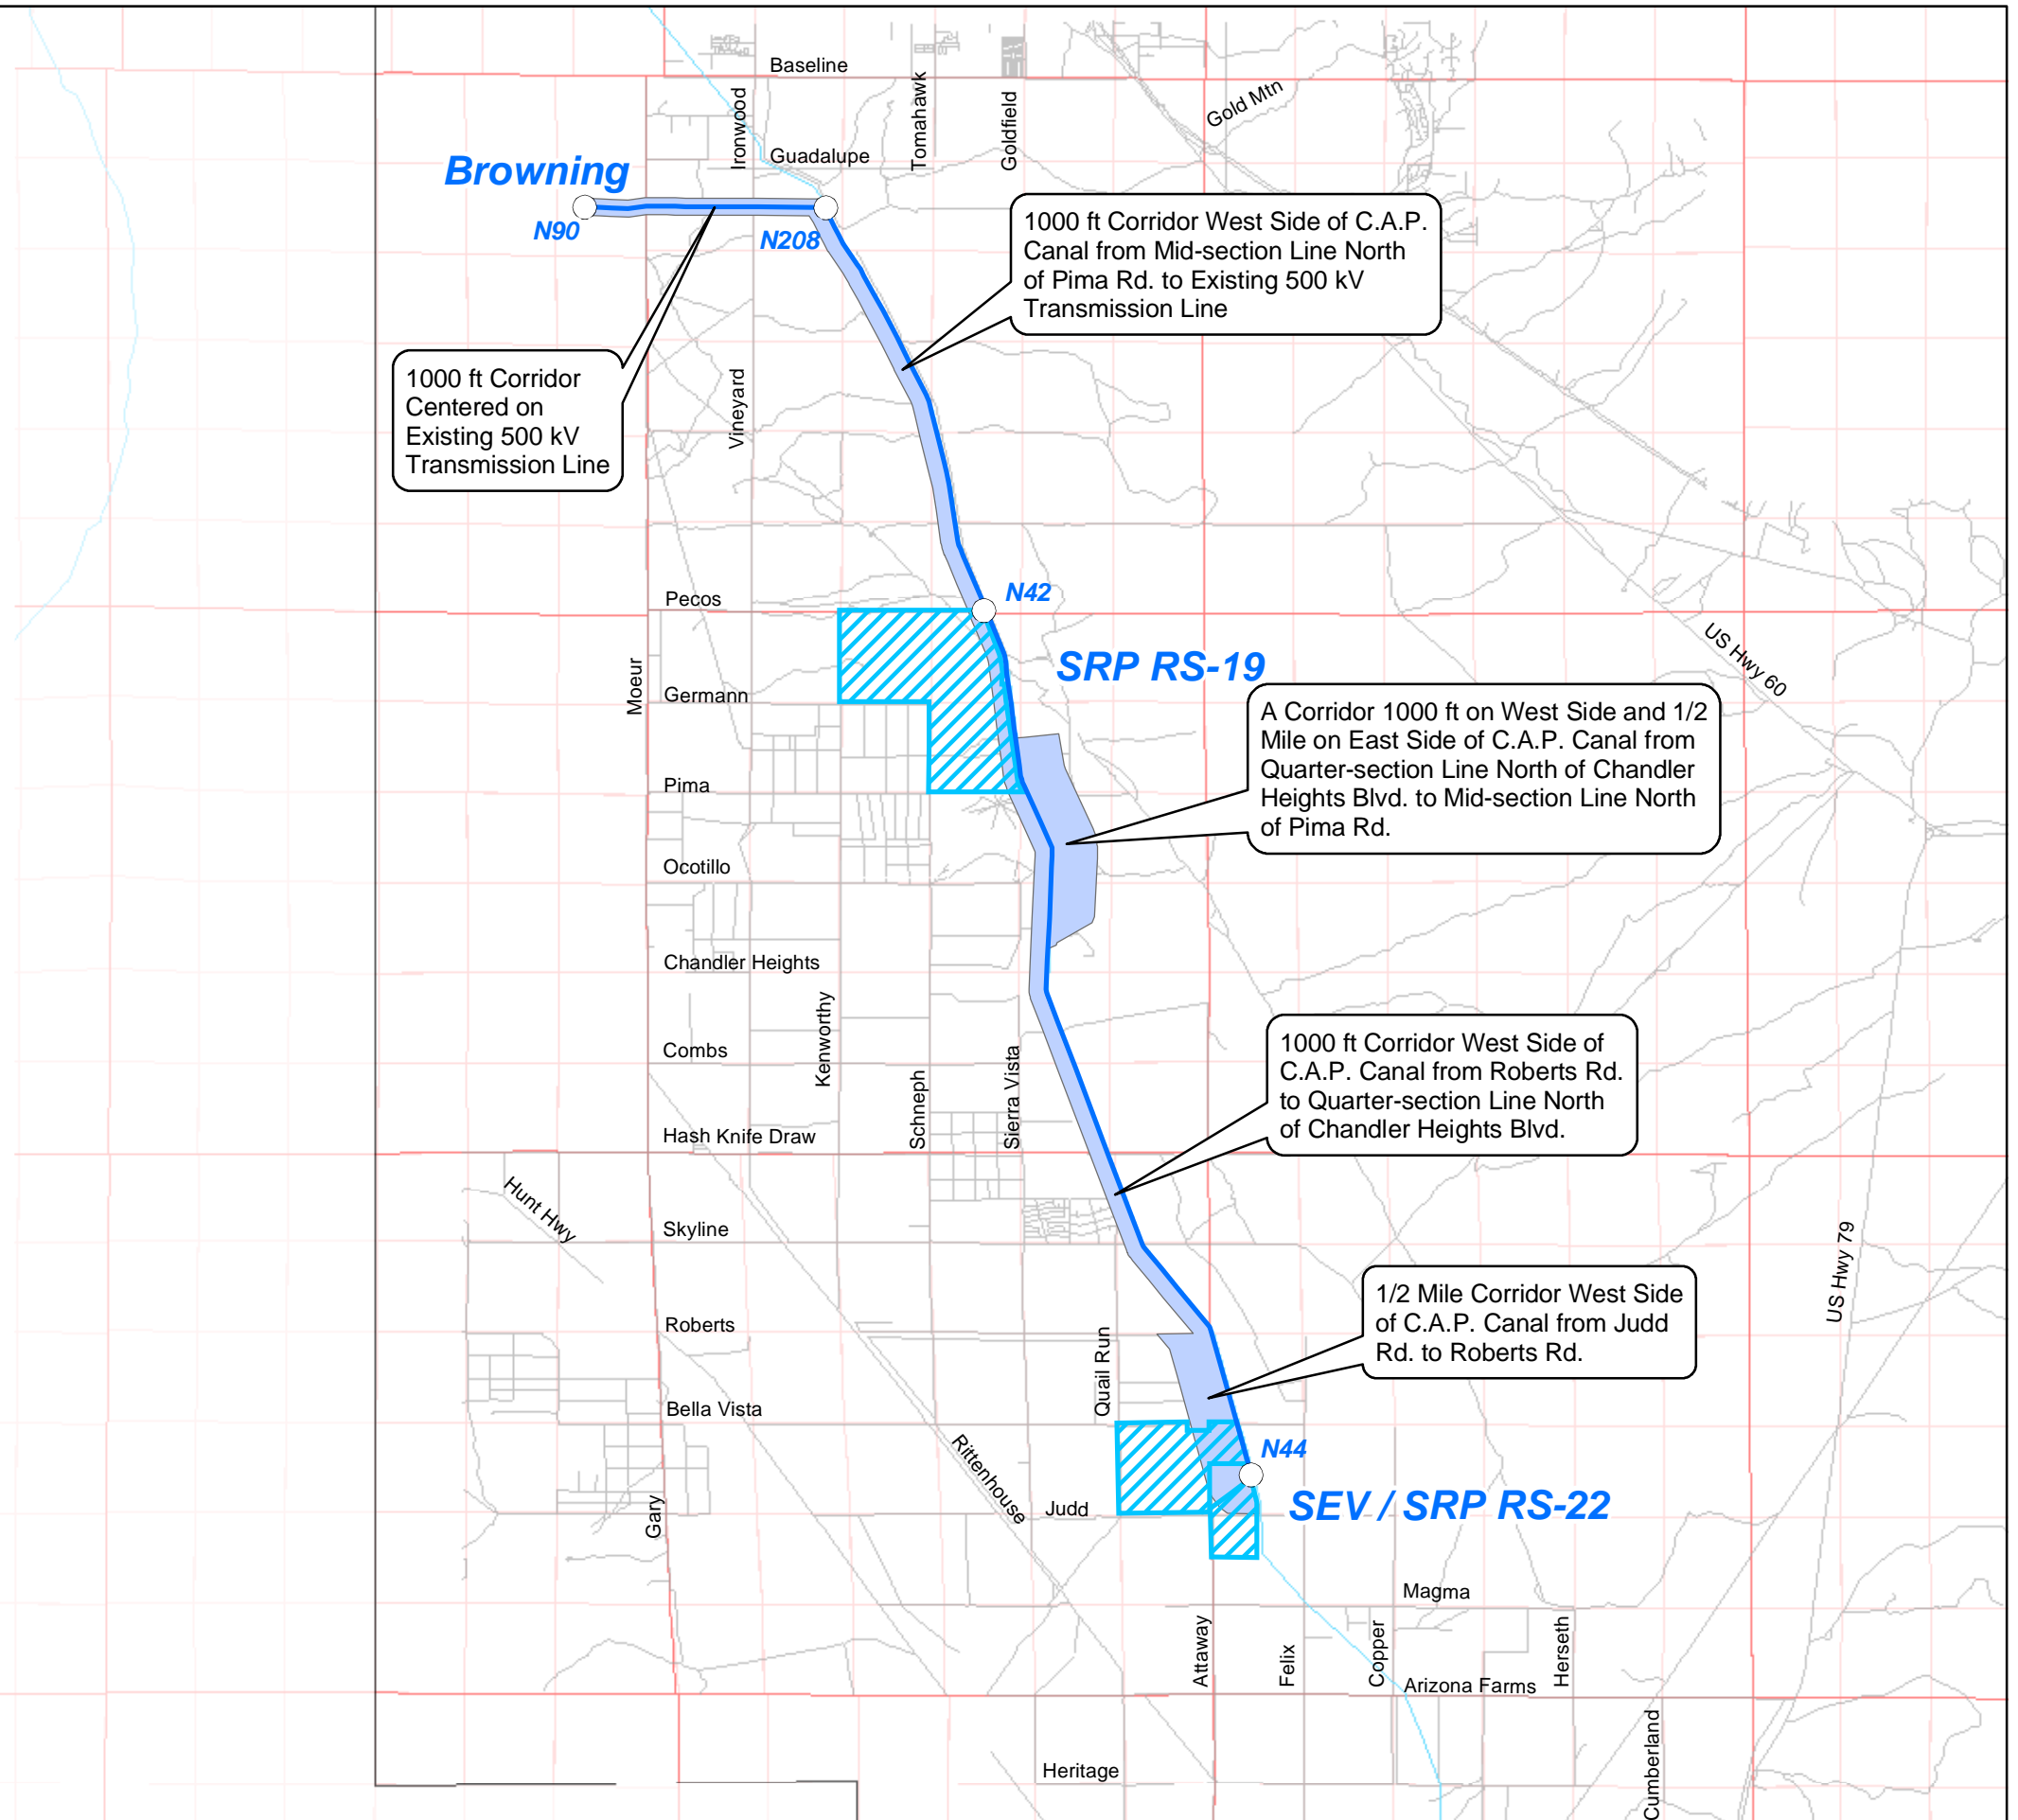 Baseline
Ironwood
Tomahawk
Goldfield
Gold Mtn
Guadalupe
Browning
N90
N208
1000 ft Corridor West Side of C.A.P.
Canal from Mid-section Line North
of Pima Rd. to Existing 500 kV
Transmission Line
1000 ft Corridor
Centered on
Existing 500 kV
Transmission Line
Vineyard
Pecos
N42
SRP RS-19
US Hwy 60
Moeur
Germann
A Corridor 1000 ft on West Side and 1/2
Mile on East Side of C.A.P. Canal from
Quarter-section Line North of Chandler
Heights Blvd. to Mid-section Line North
of Pima Rd.
Pima
Ocotillo
Chandler Heights
Kenworthy
Combs
Schneph
Sierra Vista
1000 ft Corridor West Side of
C.A.P. Canal from Roberts Rd.
to Quarter-section Line North
of Chandler Heights Blvd.
Hash Knife Draw
Hunt Hwy
Skyline
US Hwy 79
1/2 Mile Corridor West Side
of C.A.P. Canal from Judd
Rd. to Roberts Rd.
Roberts
Quail Run
Bella Vista
Rittenhouse
N44
SEV / SRP RS-22
Gary
Judd
Magma
Attaway
Felix
Copper
Herseth
Arizona Farms
Cumberland
Heritage